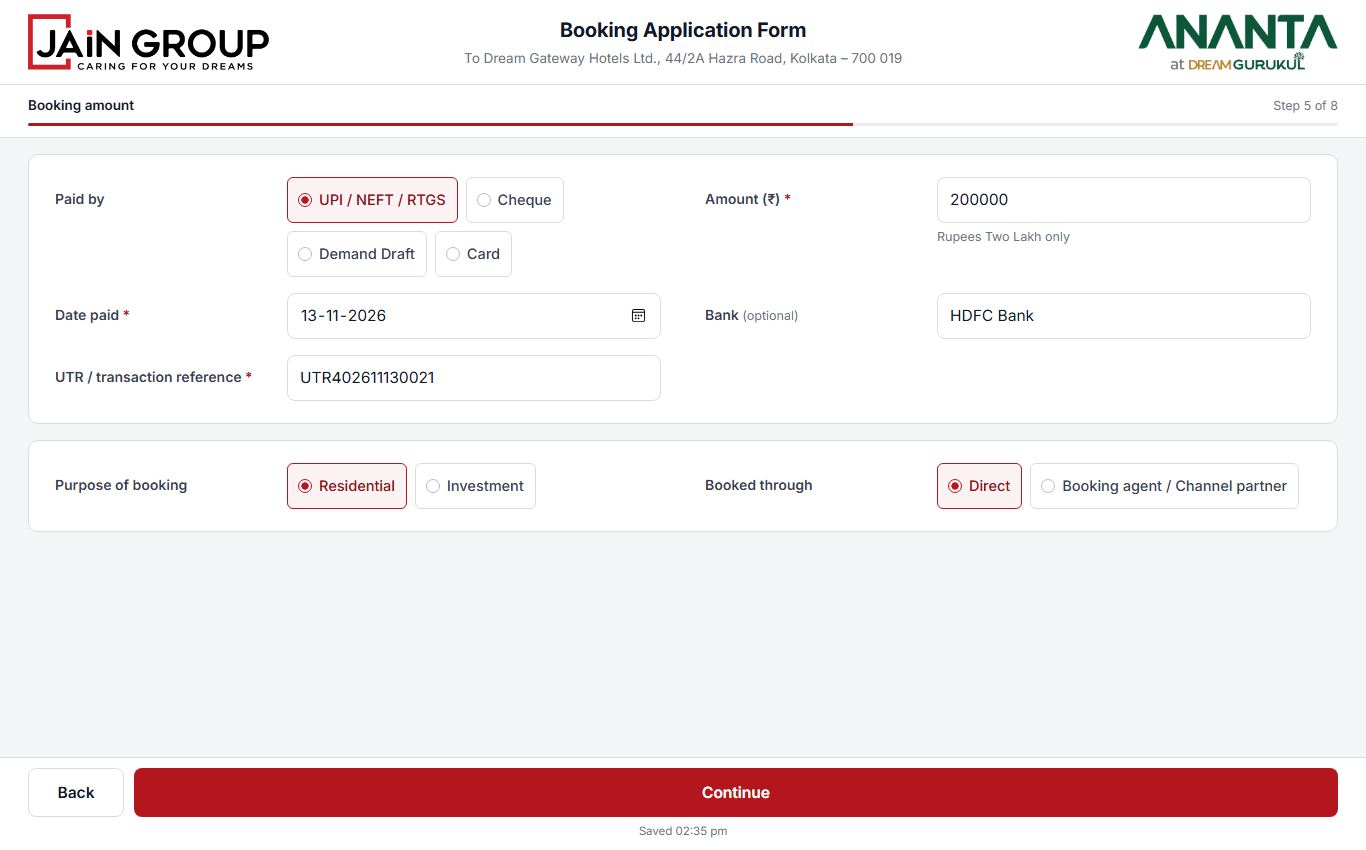 JAiN GROUP
CARING FOR YOUR DREAMS
Booking Application Form
To Dream Gateway Hotels Ltd., 44/2A Hazra Road, Kolkata – 700 019
ANANTA
at DREAM GURUKUL
Booking amount
Step 5 of 8
Paid by
UPI / NEFT / RTGS
Cheque
Demand Draft
Card
Amount (₹) *
200000
Rupees Two Lakh only
Date paid *
13-11-2026
Bank (optional)
HDFC Bank
UTR / transaction reference *
UTR402611130021
Purpose of booking
Residential
Investment
Booked through
Direct
Booking agent / Channel partner
Back
Continue
Saved 02:35 pm